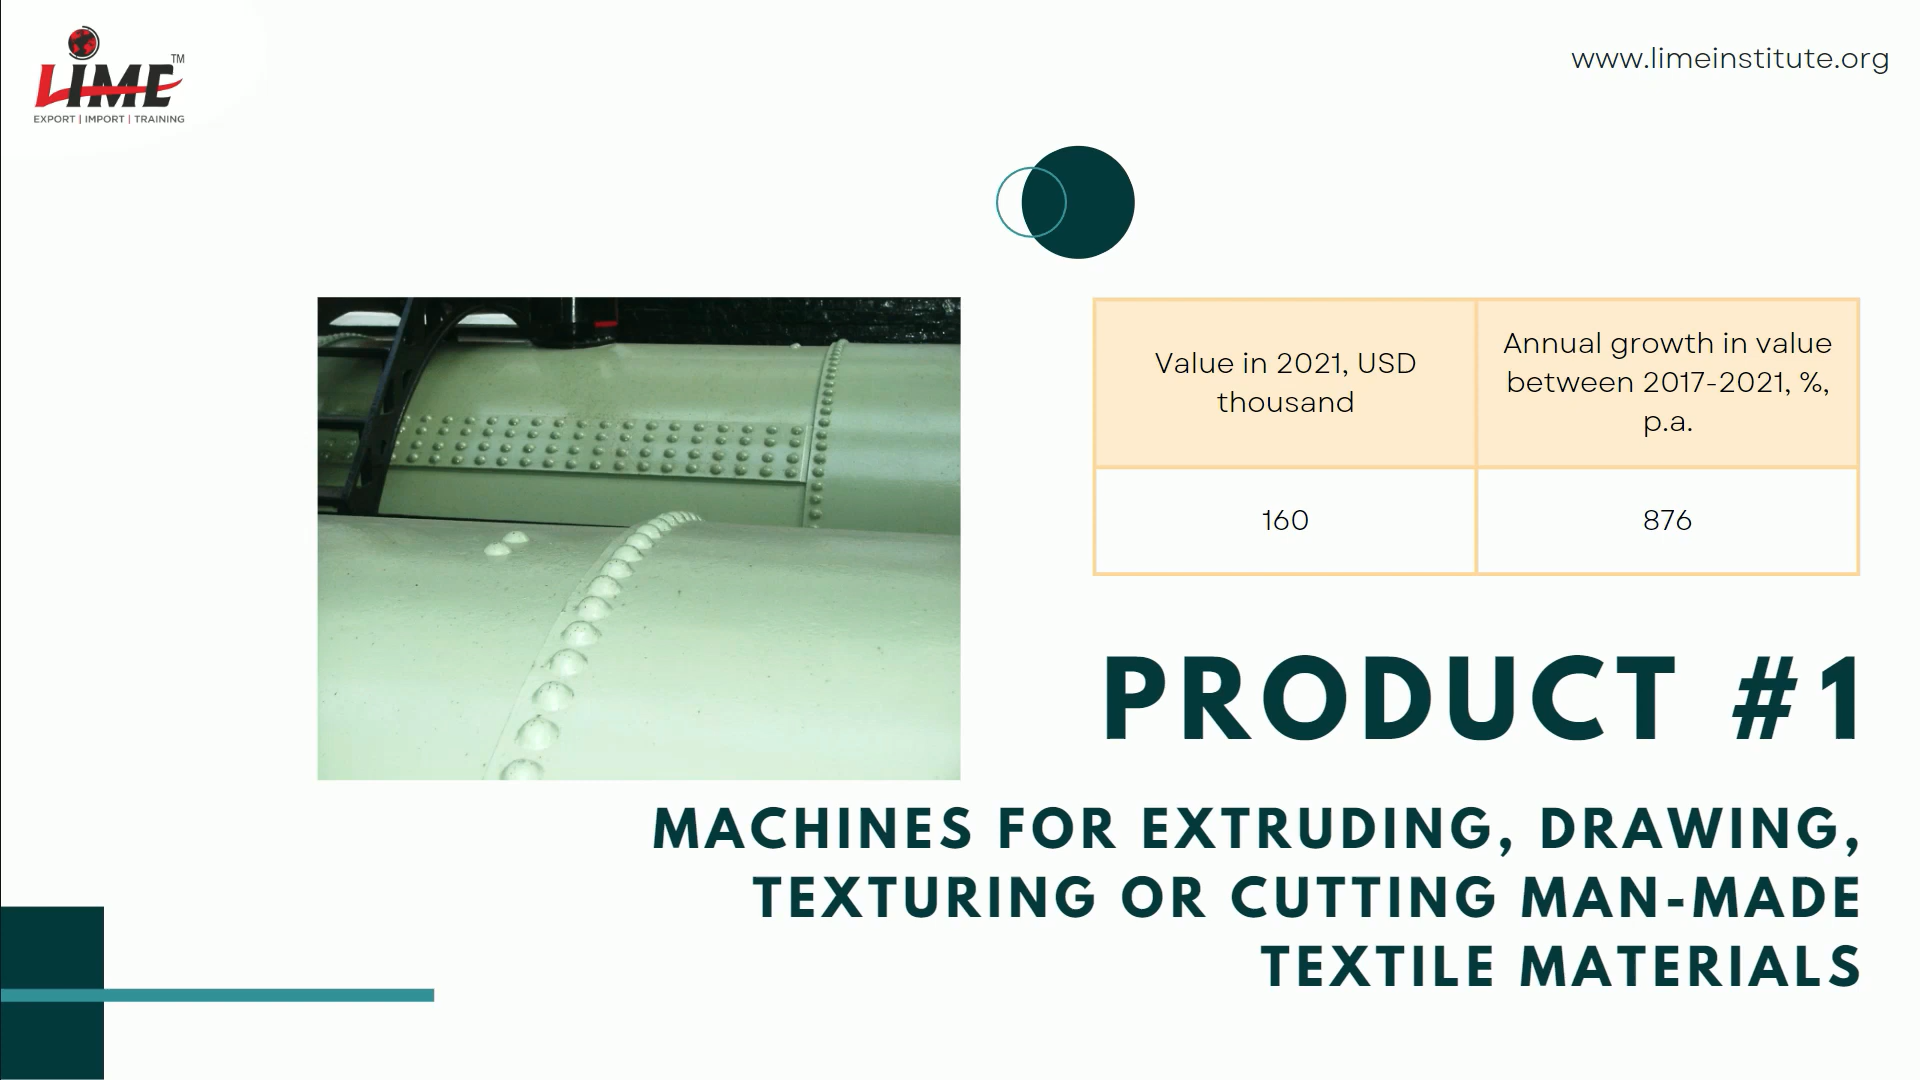 LIME TM
EXPORT | IMPORT | TRAINING
www.limeinstitute.org
Value in 2021, USD
thousand
Annual growth in value
between 2017-2021, %,
p.a.
160
876
PRODUCT #1
MACHINES FOR EXTRUDING, DRAWING,
TEXTURING OR CUTTING MAN-MADE
TEXTILE MATERIALS